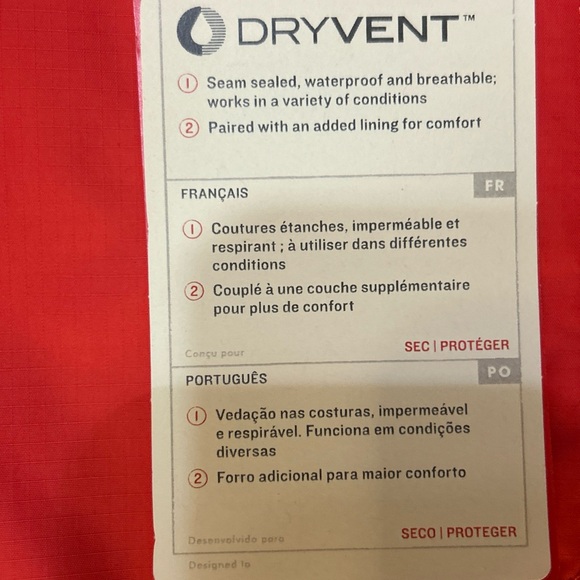 DRYVENT™
① Seam sealed, waterproof and breathable;
works in a variety of conditions
② Paired with an added lining for comfort
FR
FRANÇAIS
① Coutures étanches, imperméable et
respirant ; à utiliser dans différentes
conditions
② Couplé à une couche supplémentaire
pour plus de confort
Conçu pour SEC | PROTÉGER
PO
PORTUGUÊS
① Vedação nas costuras, impermeável
e respirável. Funciona em condições
diversas
② Forro adicional para maior conforto
Desenvolvido para SECO | PROTEGER
Designed to